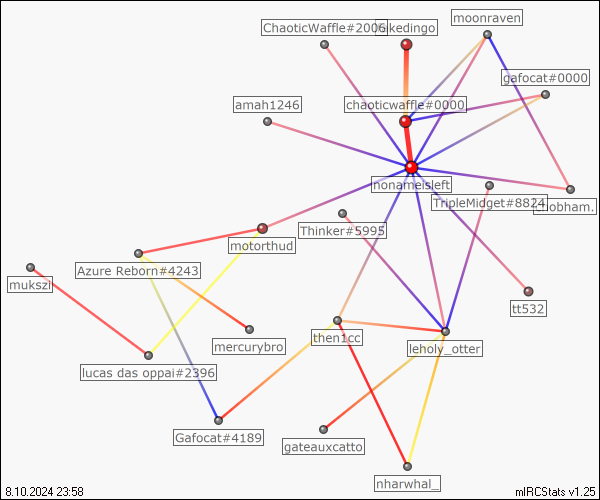 ChaoticWaffle#2006
moonraven
gafocat#0000
amah1246
chaoticwaffle#0000
nonameisleft
TripleMidget#8824
Thinker#5995
motorthud
Azure Reborn#4243
mukszi
tt532
then1cc
mercurybro
leholy_otter
lucas das oppai#2396
Gafocat#4189
gateauxcatto
nharwhal_
8.10.2024 23:58
mIRCStats v1.25